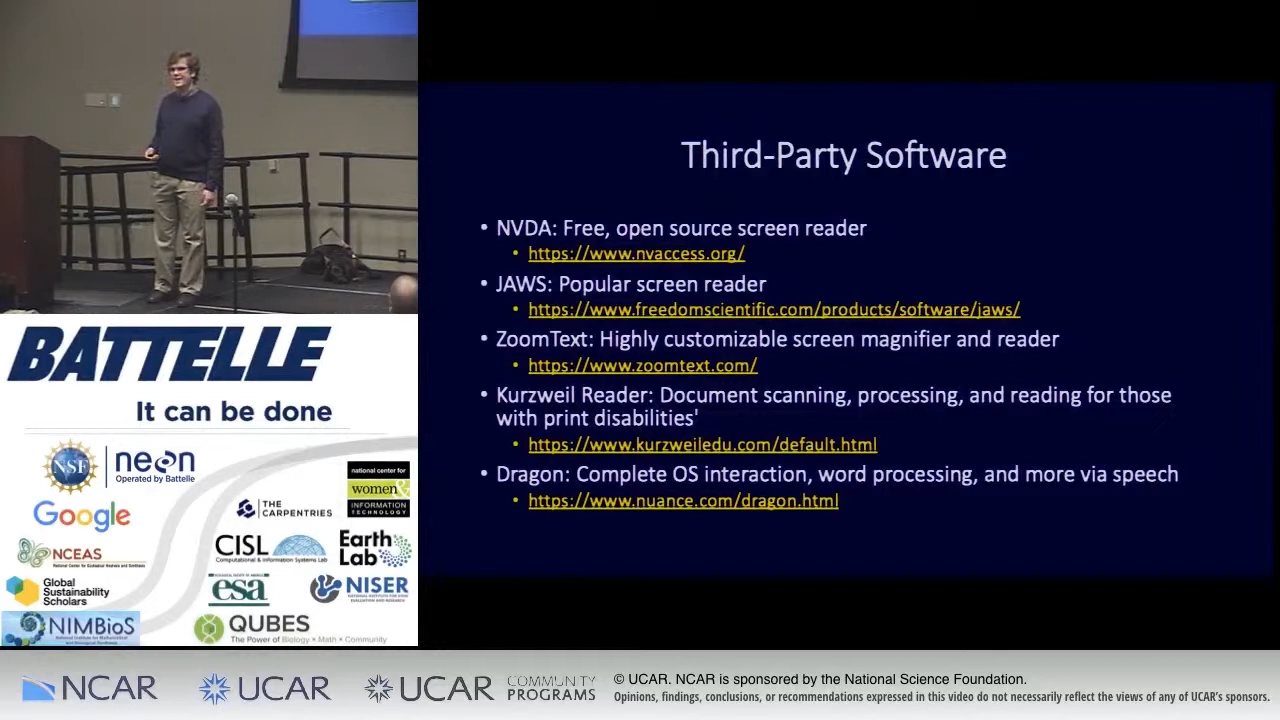 Third-Party Software
• NVDA: Free, open source screen reader
• https://www.nvaccess.org/
• JAWS: Popular screen reader
• https://www.freedomscientific.com/products/software/jaws/
• ZoomText: Highly customizable screen magnifier and reader
• https://www.zoomtext.com/
• Kurzweil Reader: Document scanning, processing, and reading for those
with print disabilities'
• https://www.kurzweiledu.com/default.html
• Dragon: Complete OS interaction, word processing, and more via speech
• https://www.nuance.com/dragon.html
BATTELLE
It can be done
NSF
neon
Operated by Battelle
national center for
women &
INFORMATION
TECHNOLOGY
Google
THE
CARPENTRIES
NCEAS
National Center for Ecological Analysis and Synthesis
CISL
Computational & Information Systems Lab
Earth
Lab
Global
Sustainability
Scholars
esa
NISER
NIMBioS
QUBES
The Power of Biology × Math × Community
NCAR
UCAR
UCAR
COMMUNITY
PROGRAMS
© UCAR. NCAR is sponsored by the National Science Foundation.
Opinions, findings, conclusions, or recommendations expressed in this video do not necessarily reflect the views of any of UCAR's sponsors.